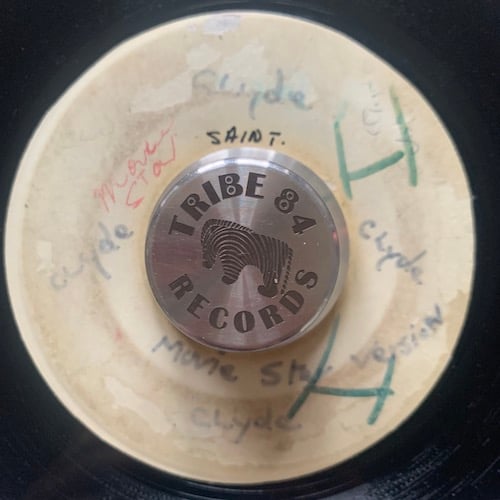 Clyde
SAINT.
Movie
Star
Clyde
Clyde
TRIBE 84
RECORDS
Movie Star Version
Clyde